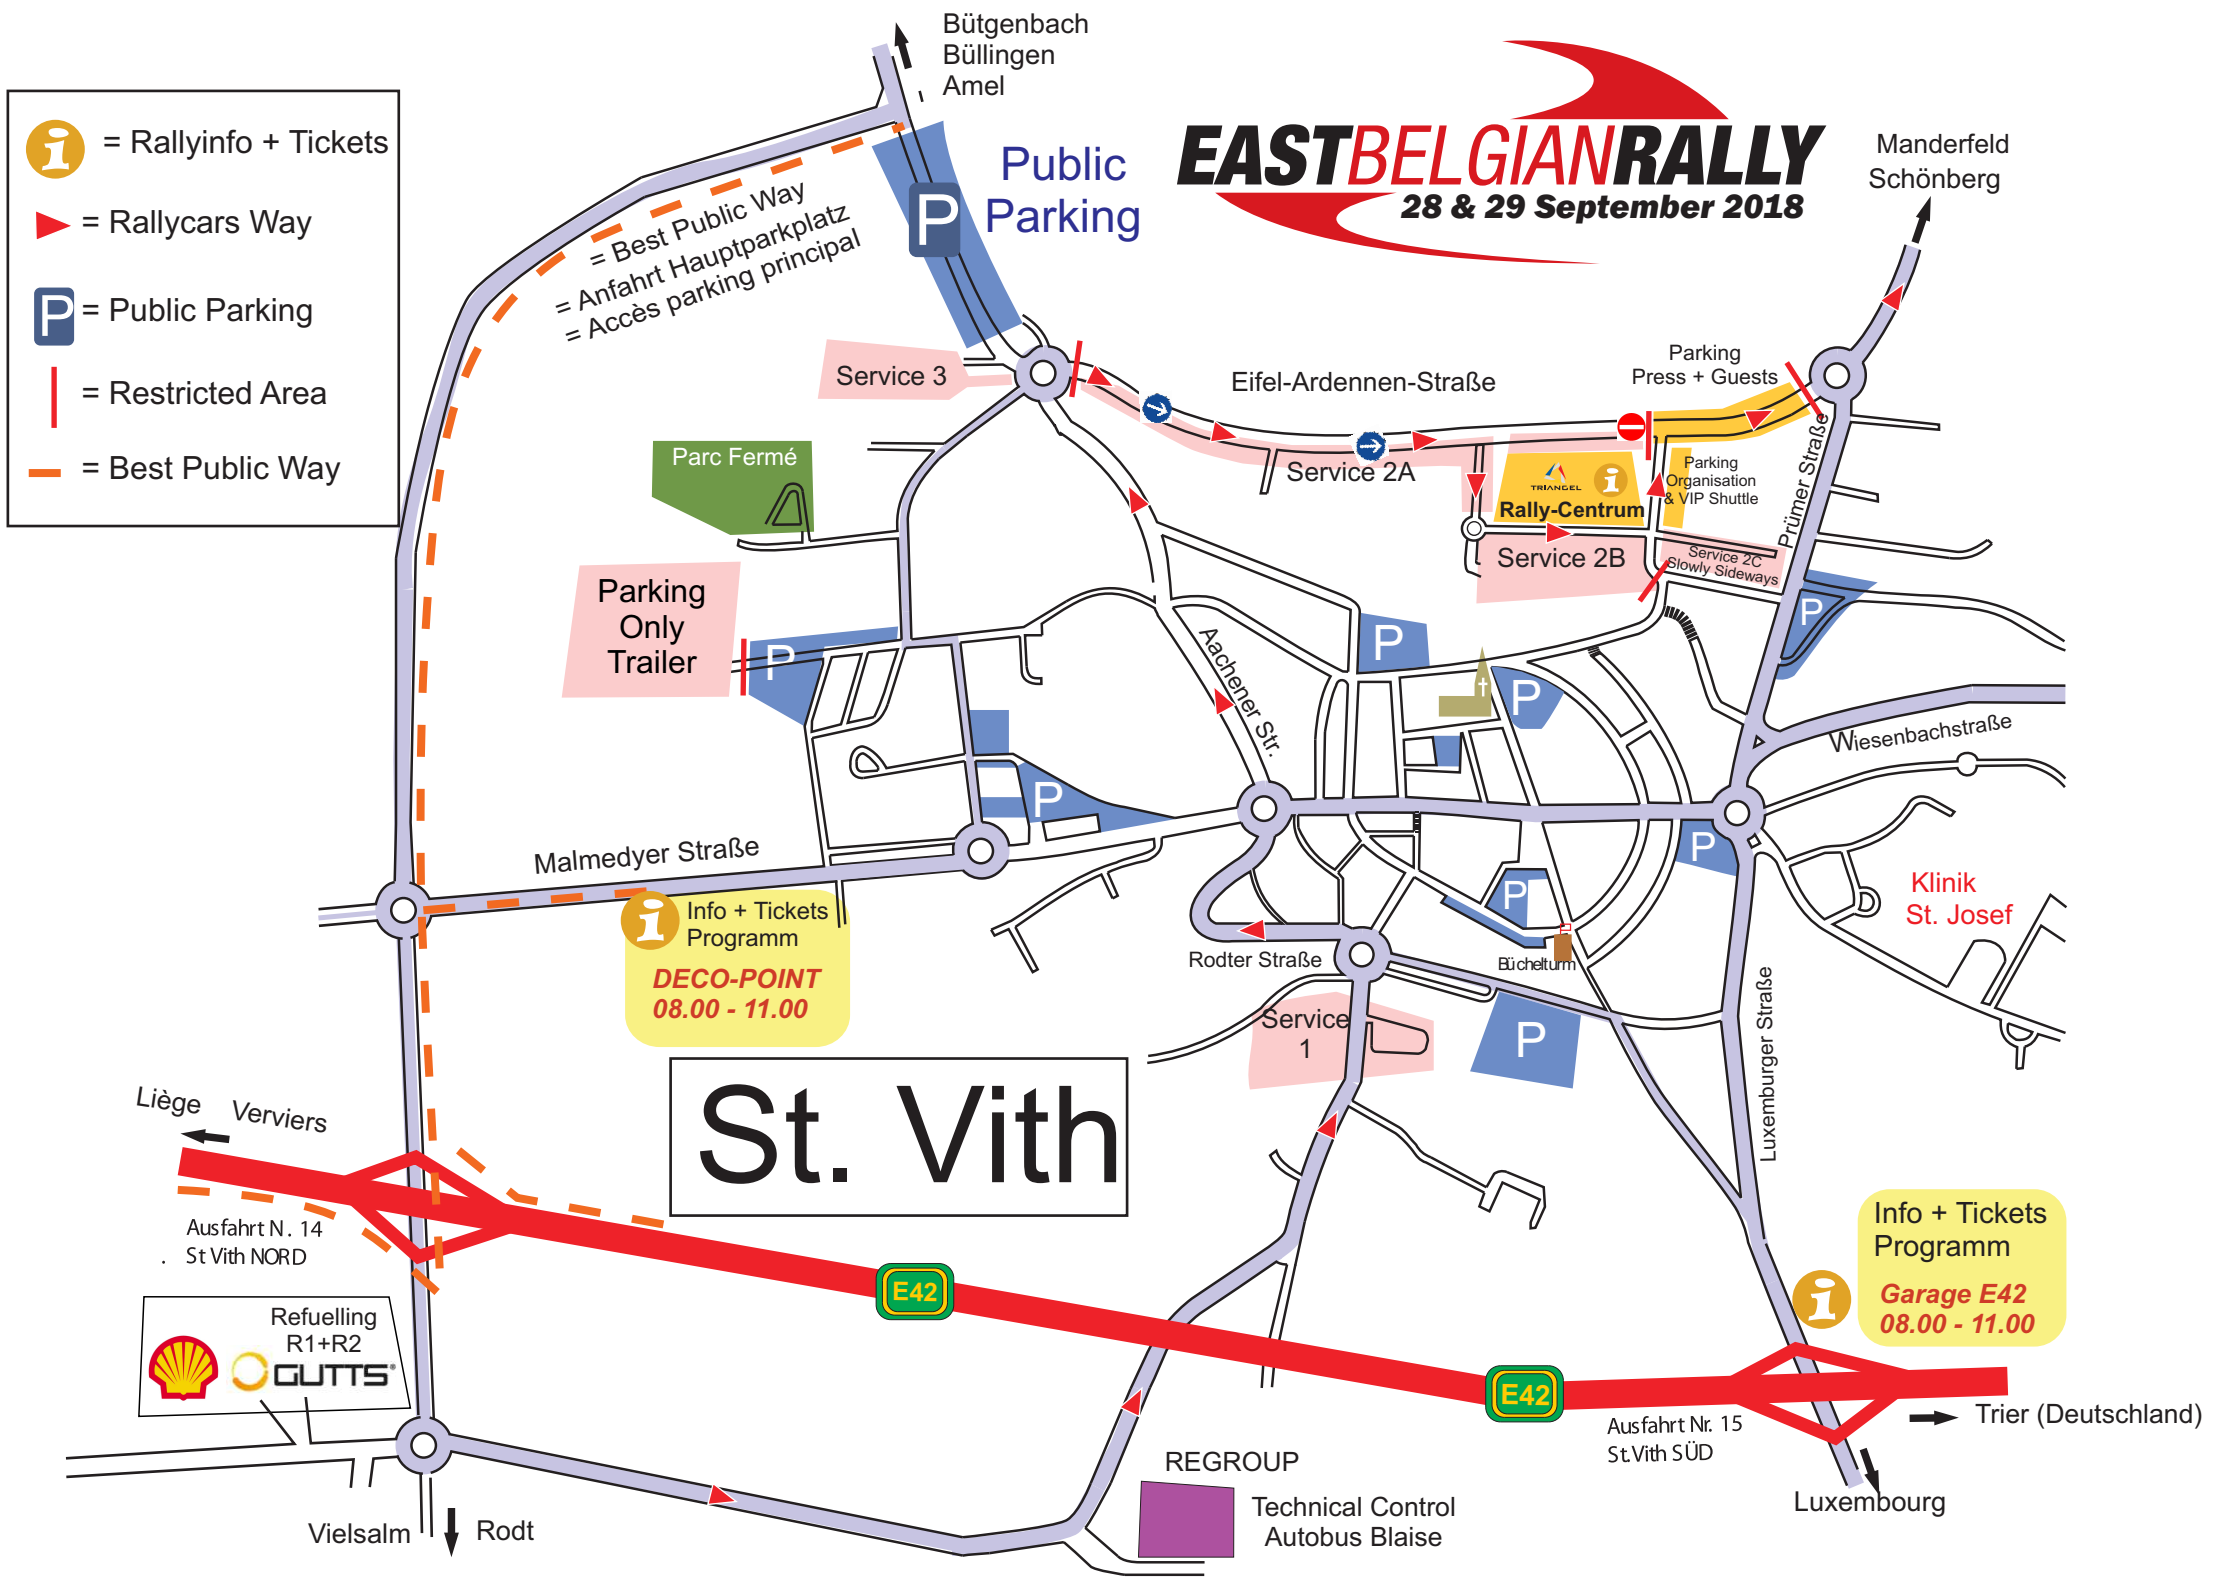 Bütgenbach
Büllingen
Amel
= Rallyinfo + Tickets
= Rallycars Way
P = Public Parking
= Restricted Area
= Best Public Way
Public
Parking
P
EASTBELGIANRALLY
28 & 29 September 2018
Manderfeld
Schönberg
= Best Public Way
= Anfahrt Hauptparkplatz
= Accès parking principal
Service 3
Eifel-Ardennen-Straße
Parking
Press + Guests
Parc Fermé
Service 2A
TRIANGEL
i
Rally-Centrum
Parking
Organisation
& VIP Shuttle
Prümer Straße
Service 2B
Service 2C
Slowly Sideways
Parking
Only
Trailer
P
P
P
P
Aachener Str.
Wiesenbachstraße
P
Malmedyer Straße
P
P
Klinik
St. Josef
i
Info + Tickets
Programm
DECO-POINT
08.00 - 11.00
Rodter Straße
Büchelturm
Service
1
P
Luxemburger Straße
St. Vith
Liège
Verviers
Ausfahrt N. 14
. St Vith NORD
E42
Info + Tickets
Programm
i
Garage E42
08.00 - 11.00
Refuelling
R1+R2
GUTTS®
E42
Ausfahrt Nr. 15
St.Vith SÜD
Trier (Deutschland)
Luxembourg
REGROUP
Technical Control
Autobus Blaise
Vielsalm
Rodt